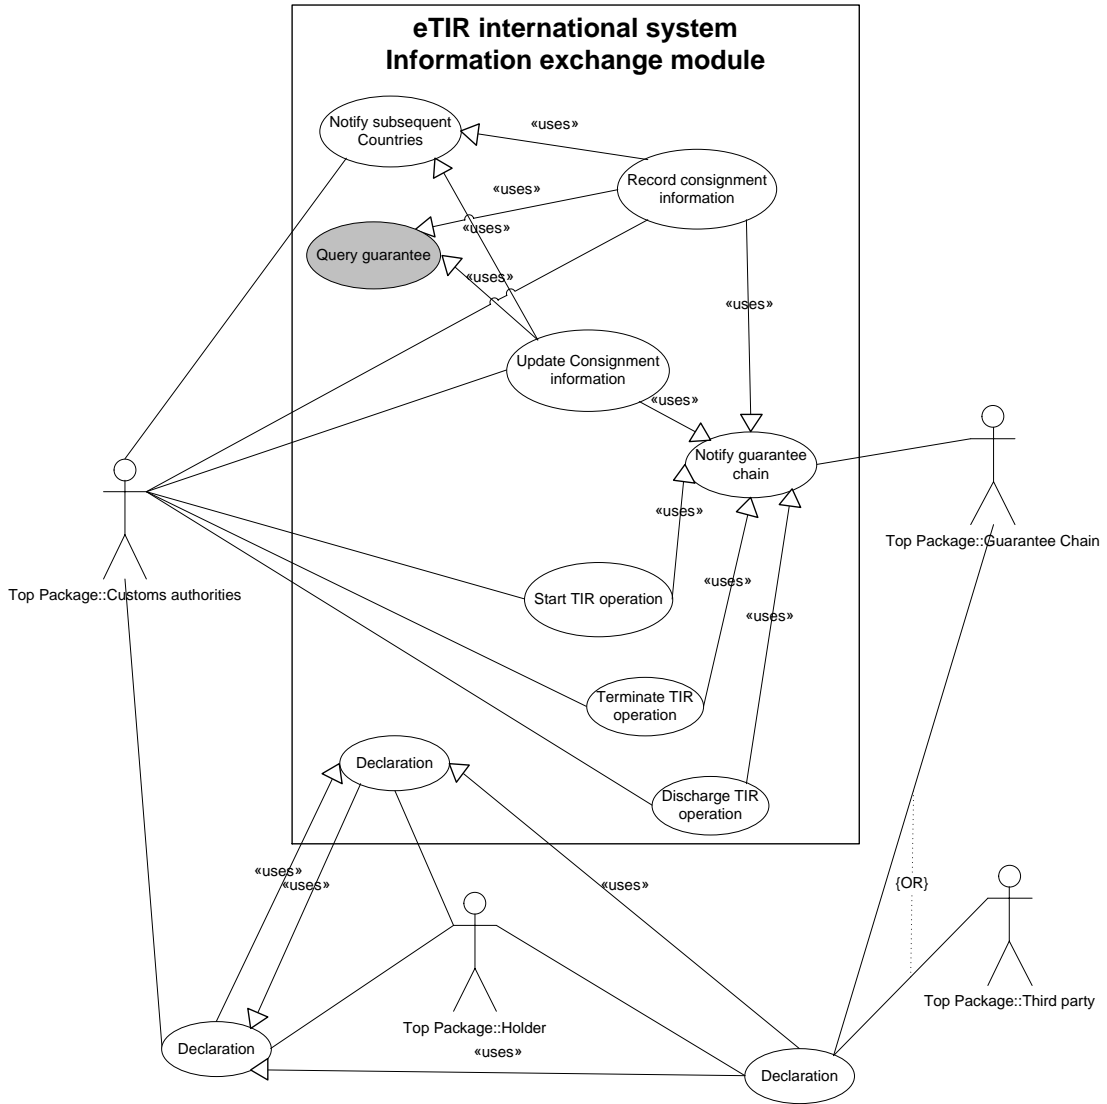 eTIR international system
Information exchange module
Notify subsequent
Countries
«uses»
Record consignment
information
«uses»
«uses»
Query guarantee
«uses»
«uses»
Update Consignment
information
«uses»
Notify guarantee
chain
«uses»
Top Package::Guarantee Chain
Top Package::Customs authorities
«uses»
Start TIR operation
«uses»
Terminate TIR
operation
Declaration
Discharge TIR
operation
«uses»
«uses»
«uses»
{OR}
Top Package::Third party
Top Package::Holder
Declaration
«uses»
Declaration